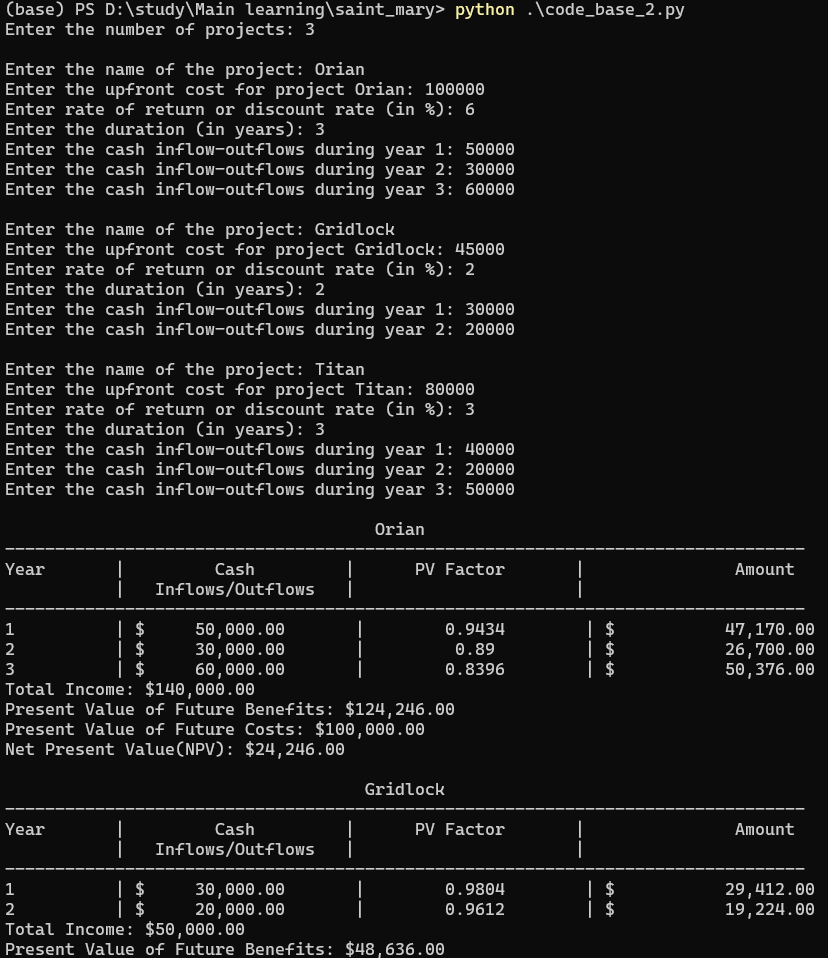 (base) PS D:\study\Main learning\saint_mary> python .\code_base_2.py
Enter the number of projects: 3
Enter the name of the project: Orian
Enter the upfront cost for project Orian: 100000
Enter rate of return or discount rate (in %): 6
Enter the duration (in years): 3
Enter the cash inflow-outflows during year 1: 50000
Enter the cash inflow-outflows during year 2: 30000
Enter the cash inflow-outflows during year 3: 60000
Enter the name of the project: Gridlock
Enter the upfront cost for project Gridlock: 45000
Enter rate of return or discount rate (in %): 2
Enter the duration (in years): 2
Enter the cash inflow-outflows during year 1: 30000
Enter the cash inflow-outflows during year 2: 20000
Enter the name of the project: Titan
Enter the upfront cost for project Titan: 80000
Enter rate of return or discount rate (in %): 3
Enter the duration (in years): 3
Enter the cash inflow-outflows during year 1: 40000
Enter the cash inflow-outflows during year 2: 20000
Enter the cash inflow-outflows during year 3: 50000
Orian
--------------------------------------------------------------------------------
Year | Cash | PV Factor | Amount
| Inflows/Outflows | |
--------------------------------------------------------------------------------
1 | $ 50,000.00 | 0.9434 | $ 47,170.00
2 | $ 30,000.00 | 0.89 | $ 26,700.00
3 | $ 60,000.00 | 0.8396 | $ 50,376.00
Total Income: $140,000.00
Present Value of Future Benefits: $124,246.00
Present Value of Future Costs: $100,000.00
Net Present Value(NPV): $24,246.00
Gridlock
--------------------------------------------------------------------------------
Year | Cash | PV Factor | Amount
| Inflows/Outflows | |
--------------------------------------------------------------------------------
1 | $ 30,000.00 | 0.9804 | $ 29,412.00
2 | $ 20,000.00 | 0.9612 | $ 19,224.00
Total Income: $50,000.00
Present Value of Future Benefits: $48,636.00